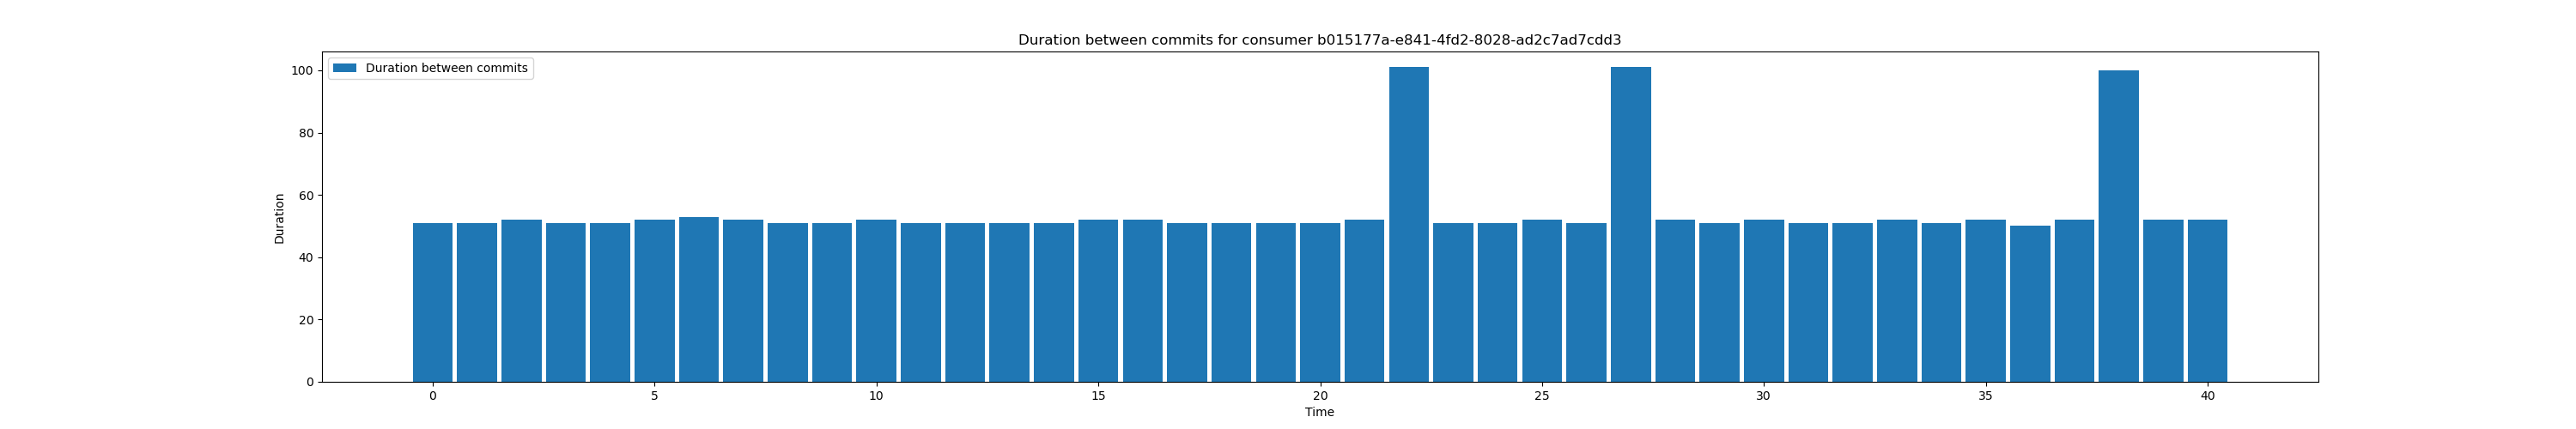 Duration between commits for consumer b015177a-e841-4fd2-8028-ad2c7ad7cdd3
Duration between commits
100
80
60
40
20
0
Duration
0 5 10 15 20 25 30 35 40
Time